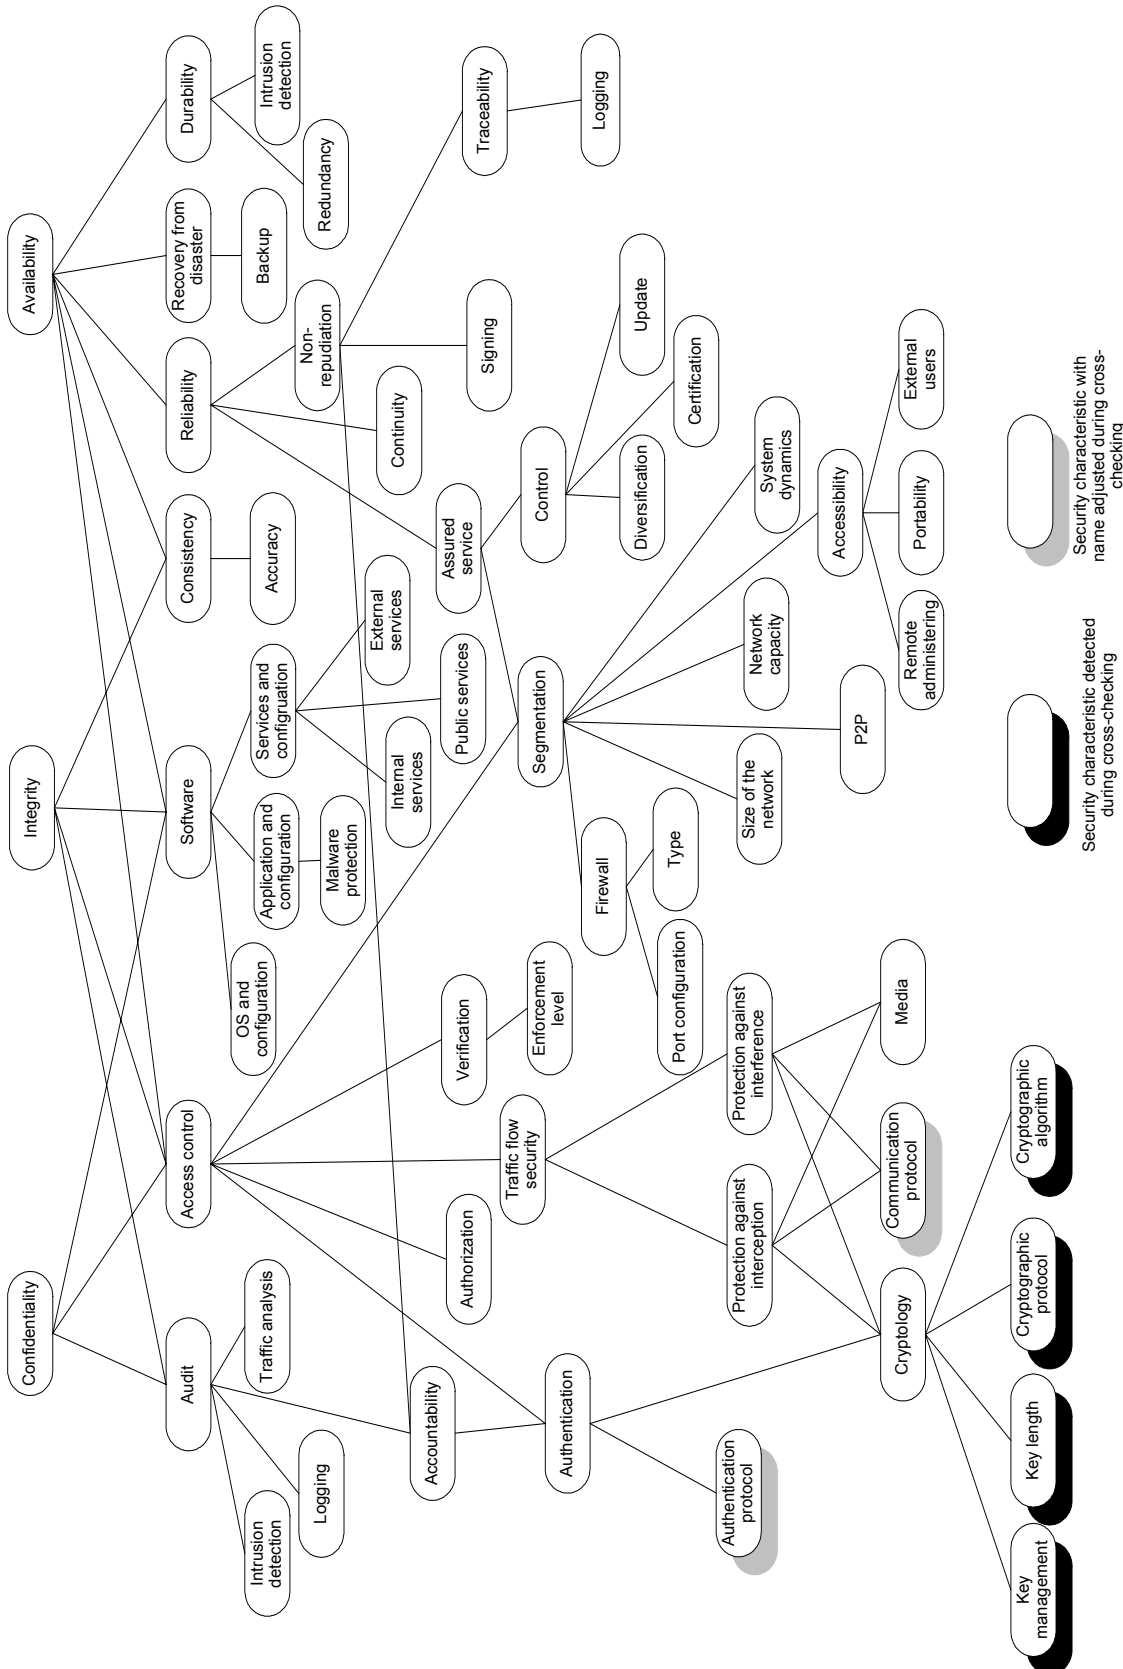 Confidentiality
Integrity
Availability
Audit
Access control
Software
Consistency
Reliability
Recovery from
disaster
Durability
Intrusion
detection
Logging
Traffic analysis
OS and
configuration
Application and
configuration
Malware
protection
Services and
configruation
Internal
services
Public services
External
services
Accuracy
Backup
Redundancy
Intrusion
detection
Non-
repudiation
Continuity
Accountability
Authorization
Verification
Enforcement
level
Assured
service
Signing
Traceability
Logging
Authentication
Traffic flow
security
Segmentation
Control
Firewall
Port configuration
Type
Diversification
Certification
Update
Authentication
protocol
Protection against
interception
Protection against
interference
Size of the
network
P2P
Network
capacity
System
dynamics
Accessibility
Remote
administering
Portability
External
users
Cryptology
Communication
protocol
Media
Key
management
Key length
Cryptographic
protocol
Cryptographic
algorithm
Security characteristic detected
during cross-checking
Security characteristic with
name adjusted during cross-
checking